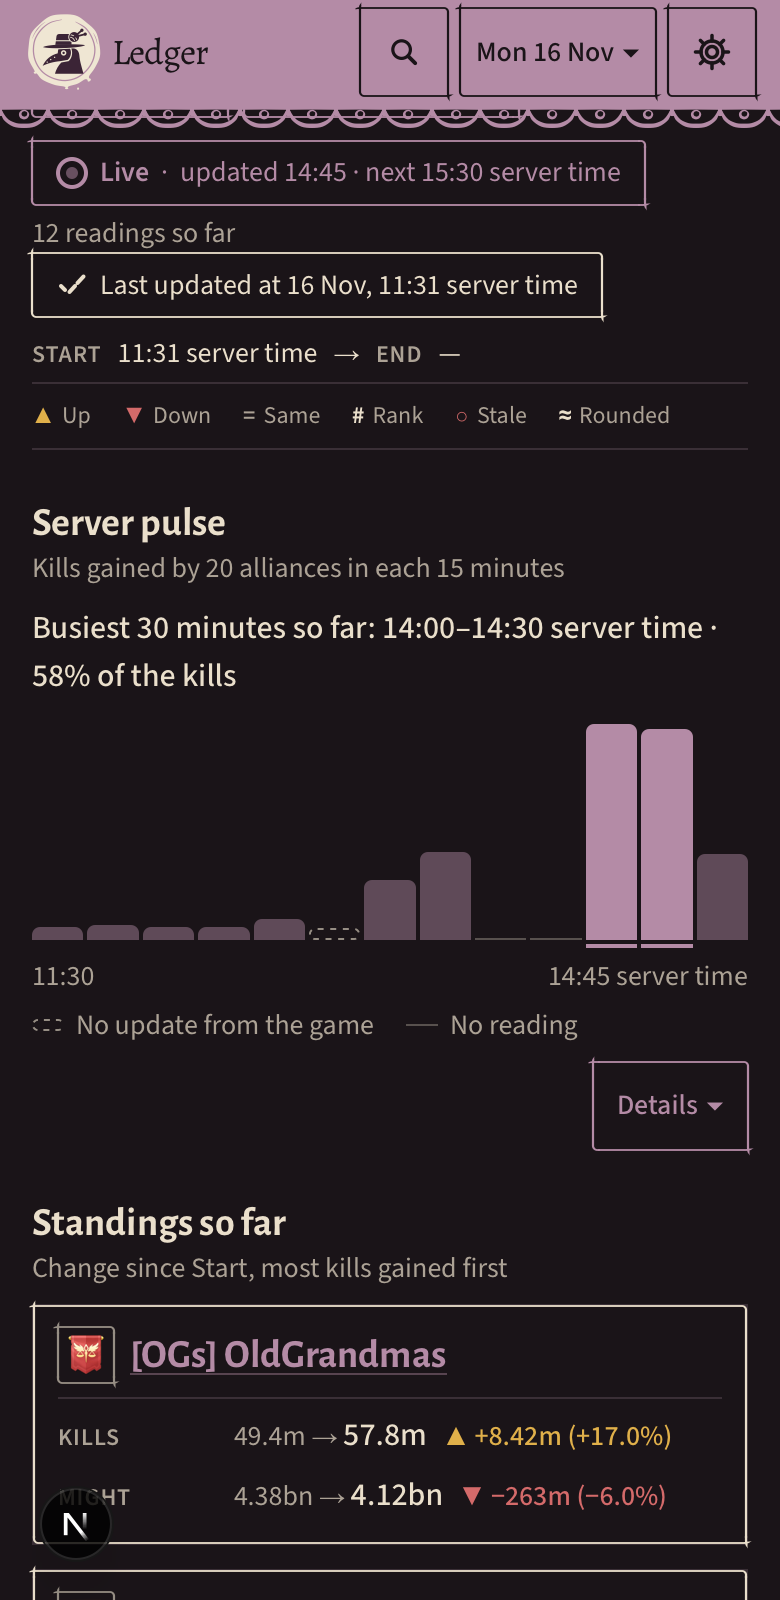 Ledger
Mon 16 Nov
Live · updated 14:45 · next 15:30 server time
12 readings so far
Last updated at 16 Nov, 11:31 server time
START 11:31 server time → END —
▲ Up ▼ Down = Same # Rank ○ Stale ≈ Rounded
Server pulse
Kills gained by 20 alliances in each 15 minutes
Busiest 30 minutes so far: 14:00–14:30 server time ·
58% of the kills
11:30 14:45 server time
No update from the game No reading
Details
Standings so far
Change since Start, most kills gained first
[OGs] OldGrandmas
KILLS 49.4m → 57.8m ▲ +8.42m (+17.0%)
MIGHT 4.38bn → 4.12bn ▼ −263m (−6.0%)
N